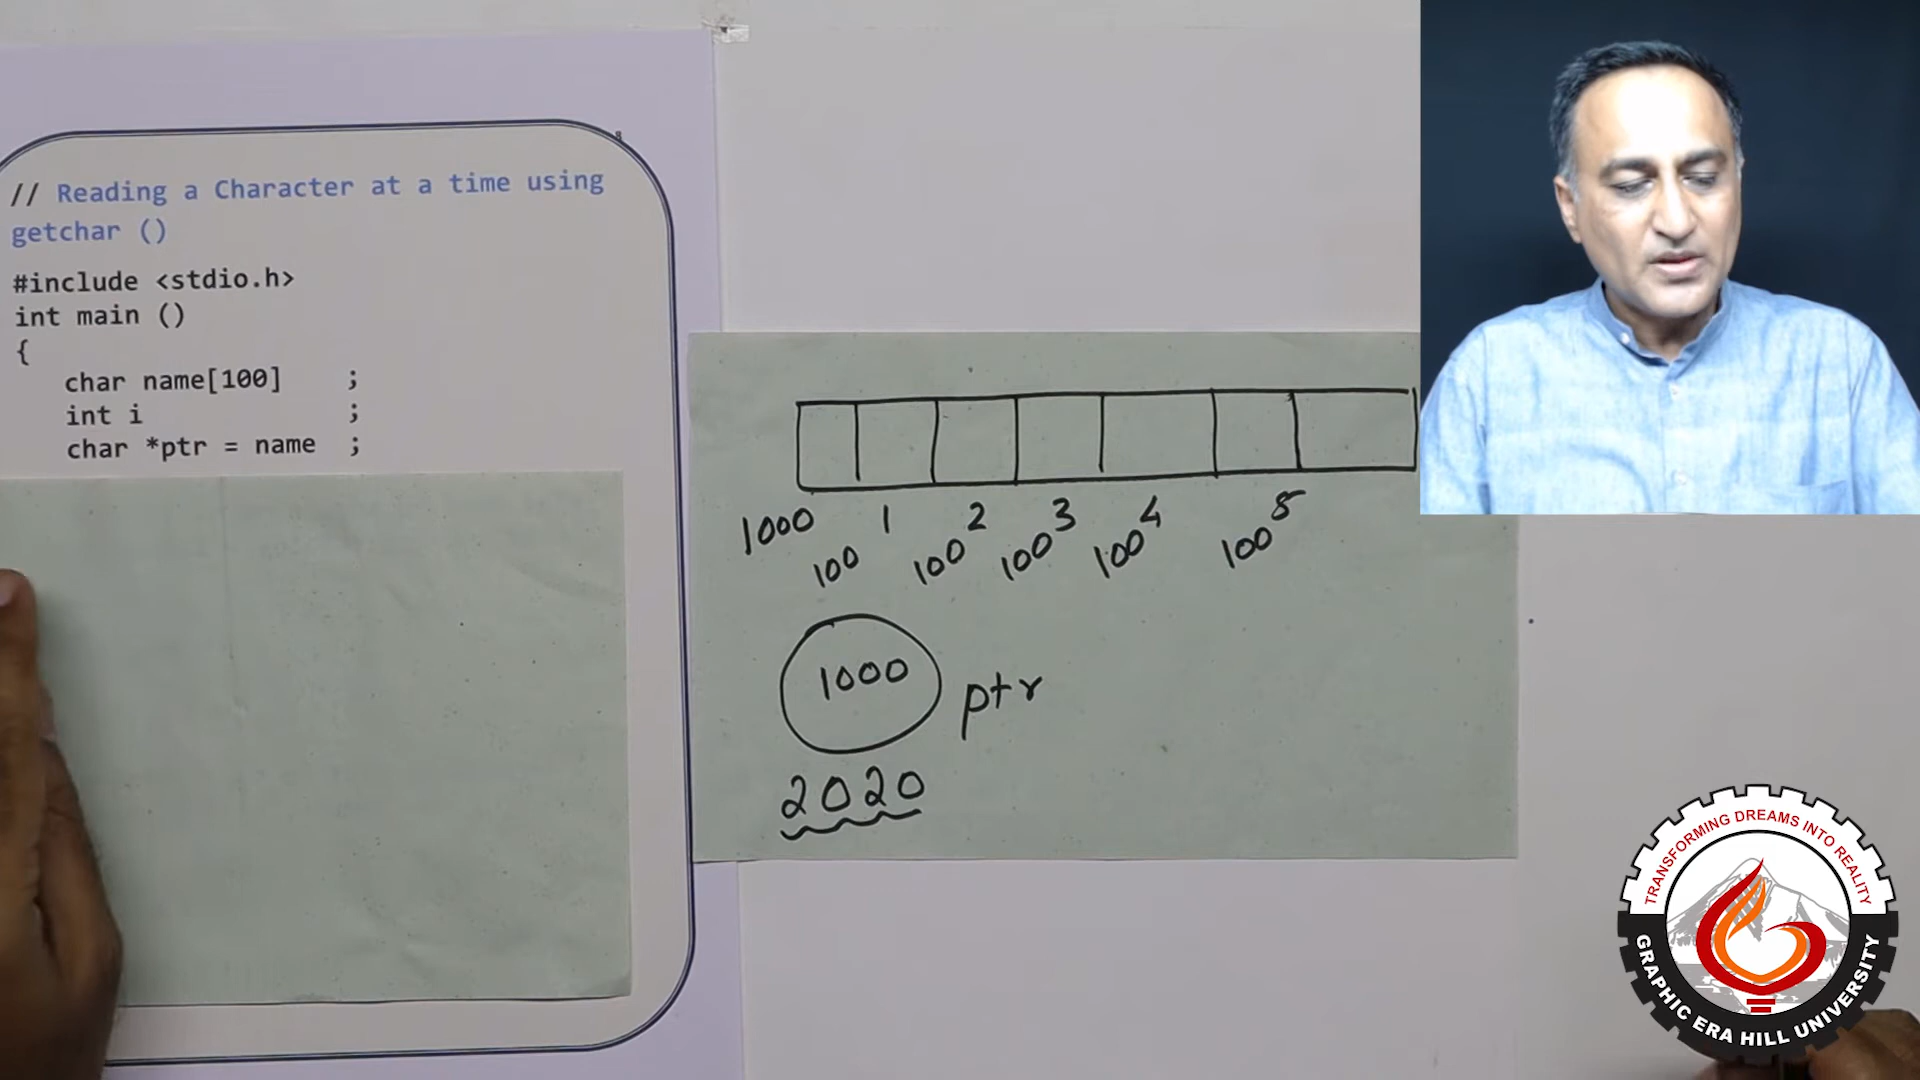 // Reading a Character at a time using
getchar ()
#include <stdio.h>
int main ()
{
char name[100] ;
int i ;
char *ptr = name ;
1000 1 2 3 4 5
100 100 100 100 100
1000
ptr
2020
TRANSFORMING DREAMS INTO REALITY
GRAPHIC ERA HILL UNIVERSITY